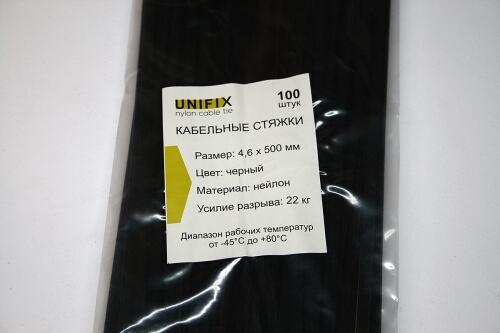 UNIFIX
nylon cable tie
100
штук
КАБЕЛЬНЫЕ СТЯЖКИ
Размер: 4,6 x 500 мм
Цвет: черный
Материал: нейлон
Усилие разрыва: 22 кг
Диапазон рабочих температур
от -45°C до +80°C